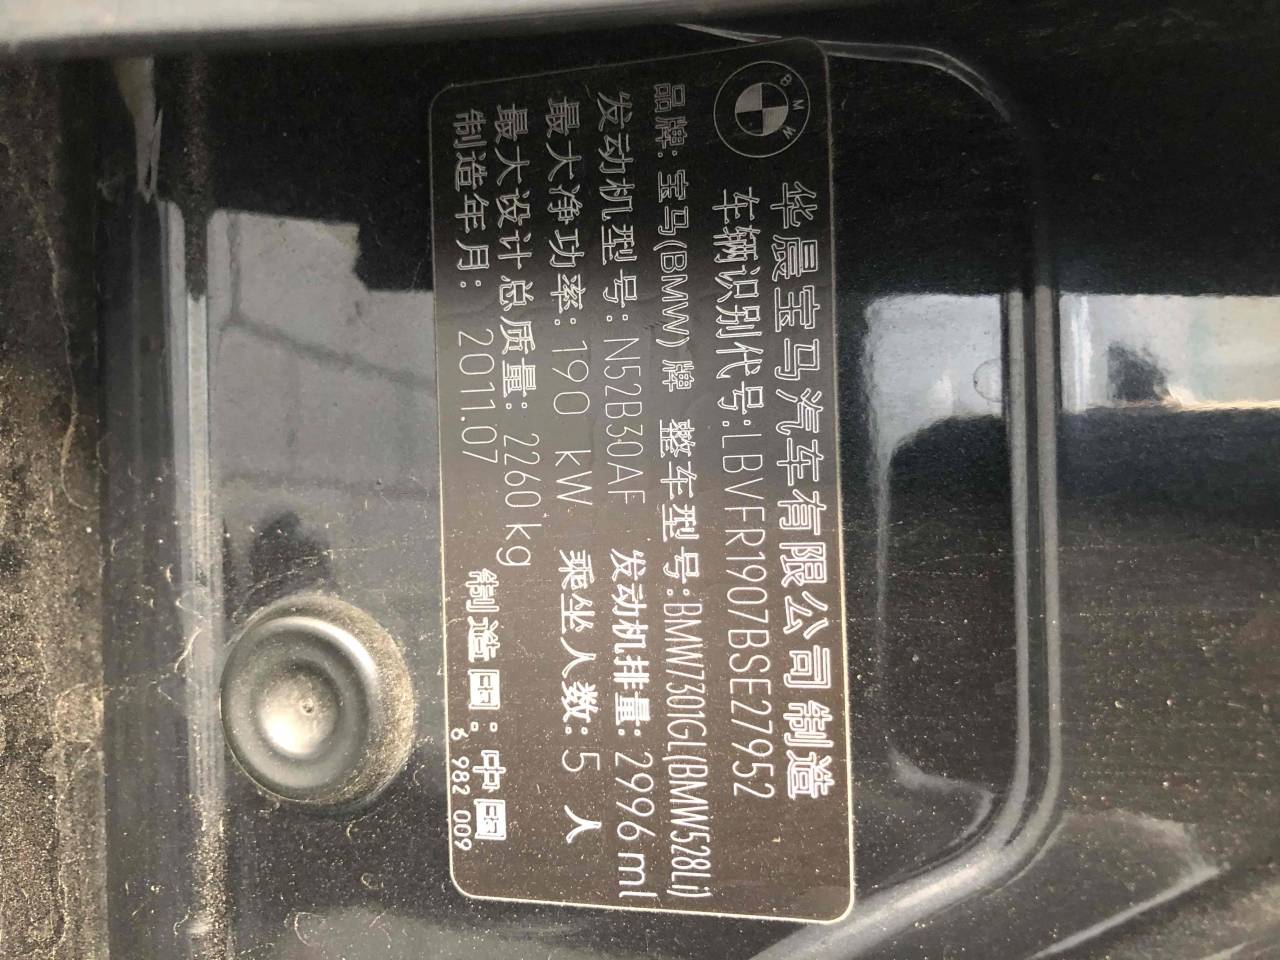 BMW
华晨宝马汽车有限公司制造
车辆识别代号:LBVFR1907BSE27952
品牌:宝马(BMW)牌 整车型号:BMW7301GL(BMW528Li)
发动机型号:N52B30AF 发动机排量:2996ml
最大净功率:190 kW 乘坐人数:5 人
最大设计总质量:2260kg
制造年月:2011.07 制造国:中国
6 982 009